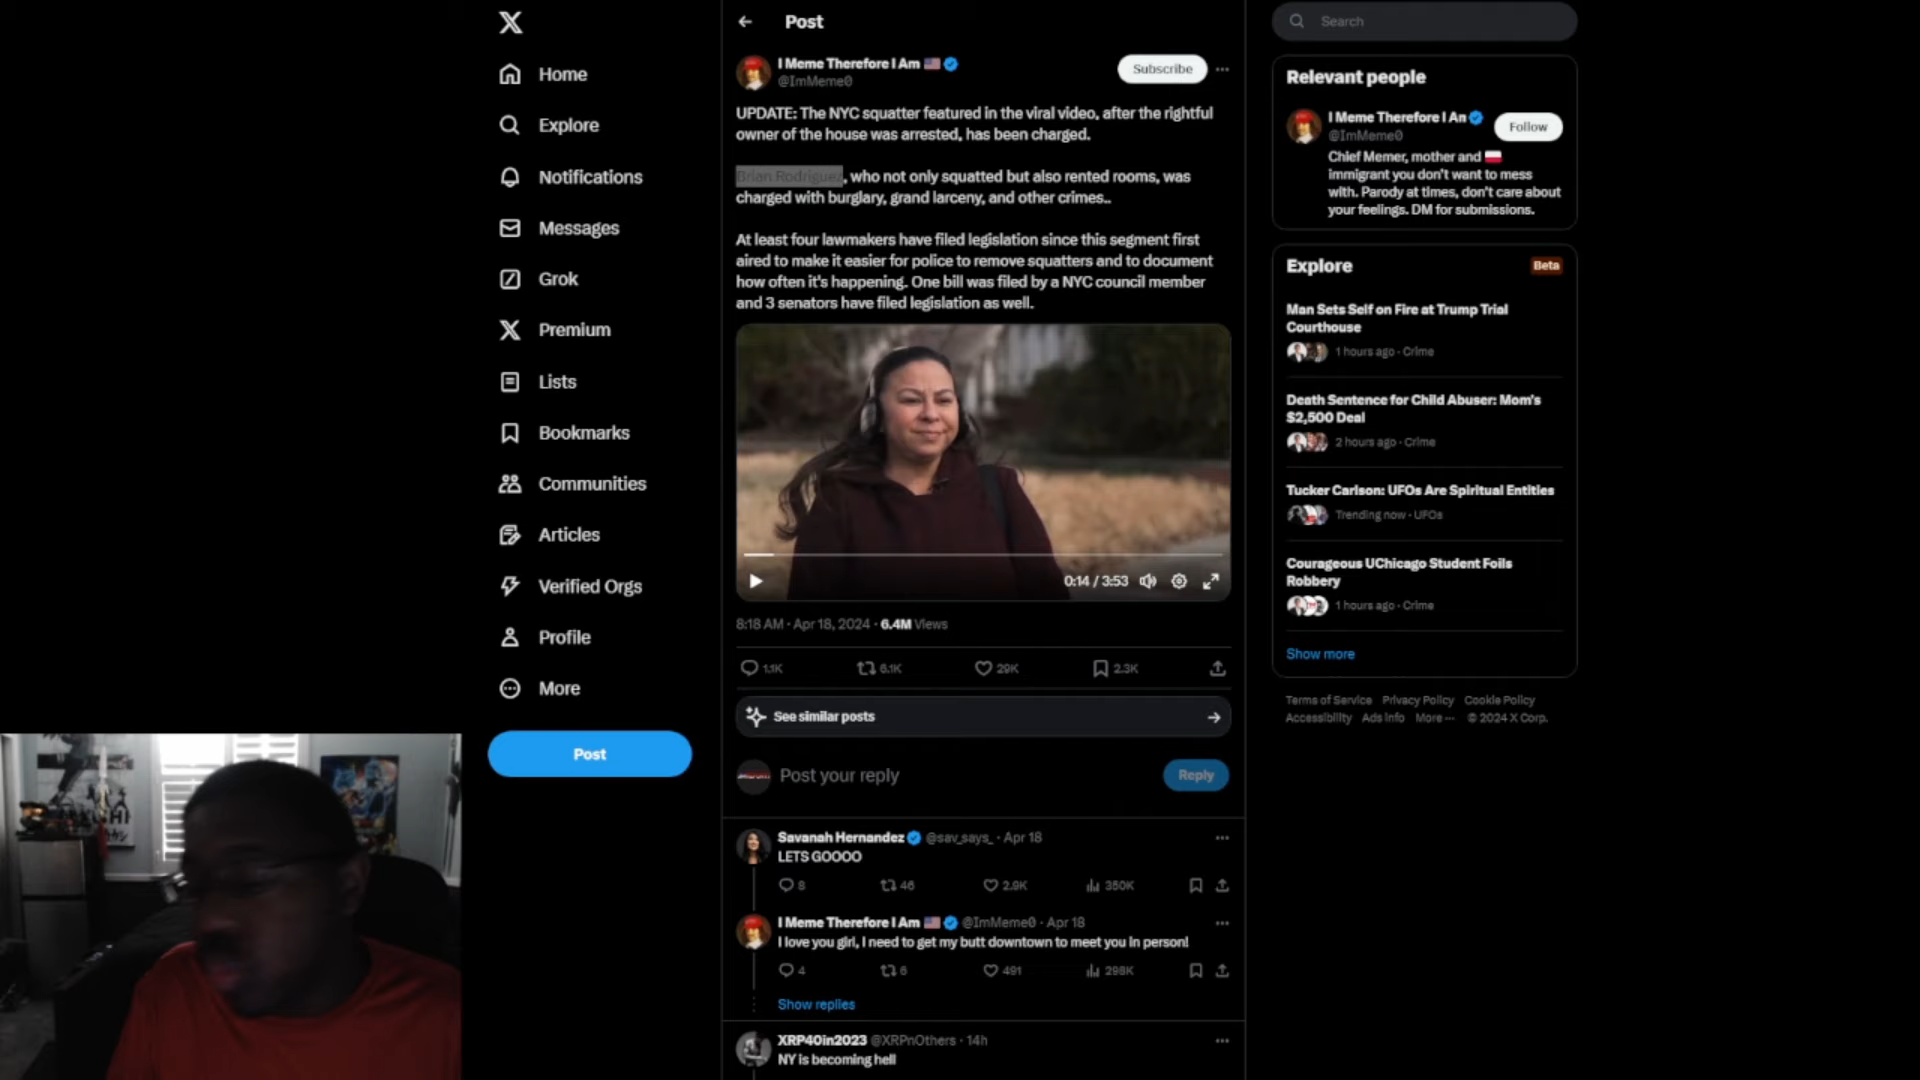 Home
Explore
Notifications
Messages
Grok
Premium
Lists
Bookmarks
Communities
Articles
Verified Orgs
Profile
More
Post
Post
I Meme Therefore I Am
@ImMeme0
Subscribe
UPDATE: The NYC squatter featured in the viral video, after the rightful
owner of the house was arrested, has been charged.
Brian Rodriguez, who not only squatted but also rented rooms, was
charged with burglary, grand larceny, and other crimes..
At least four lawmakers have filed legislation since this segment first
aired to make it easier for police to remove squatters and to document
how often it's happening. One bill was filed by a NYC council member
and 3 senators have filed legislation as well.
0:14 / 3:53
8:18 AM · Apr 18, 2024 · 6.4M Views
1.1K 6.1K 29K 2.3K
See similar posts
Post your reply
Reply
Savanah Hernandez @sav_says_ · Apr 18
LETS GOOOO
8 46 2.9K 350K
I Meme Therefore I Am @ImMeme0 · Apr 18
I love you girl, I need to get my butt downtown to meet you in person!
4 6 491 298K
Show replies
XRP40in2023 @XRPnOthers · 14h
NY is becoming hell
Search
Relevant people
I Meme Therefore I Am
@ImMeme0
Follow
Chief Memer, mother and
immigrant you don't want to mess
with. Parody at times, don't care about
your feelings. DM for submissions.
Explore
Beta
Man Sets Self on Fire at Trump Trial
Courthouse
1 hours ago · Crime
Death Sentence for Child Abuser: Mom's
$2,500 Deal
2 hours ago · Crime
Tucker Carlson: UFOs Are Spiritual Entities
Trending now · UFOs
Courageous UChicago Student Foils
Robbery
1 hours ago · Crime
Show more
Terms of Service Privacy Policy Cookie Policy
Accessibility Ads info More ··· © 2024 X Corp.